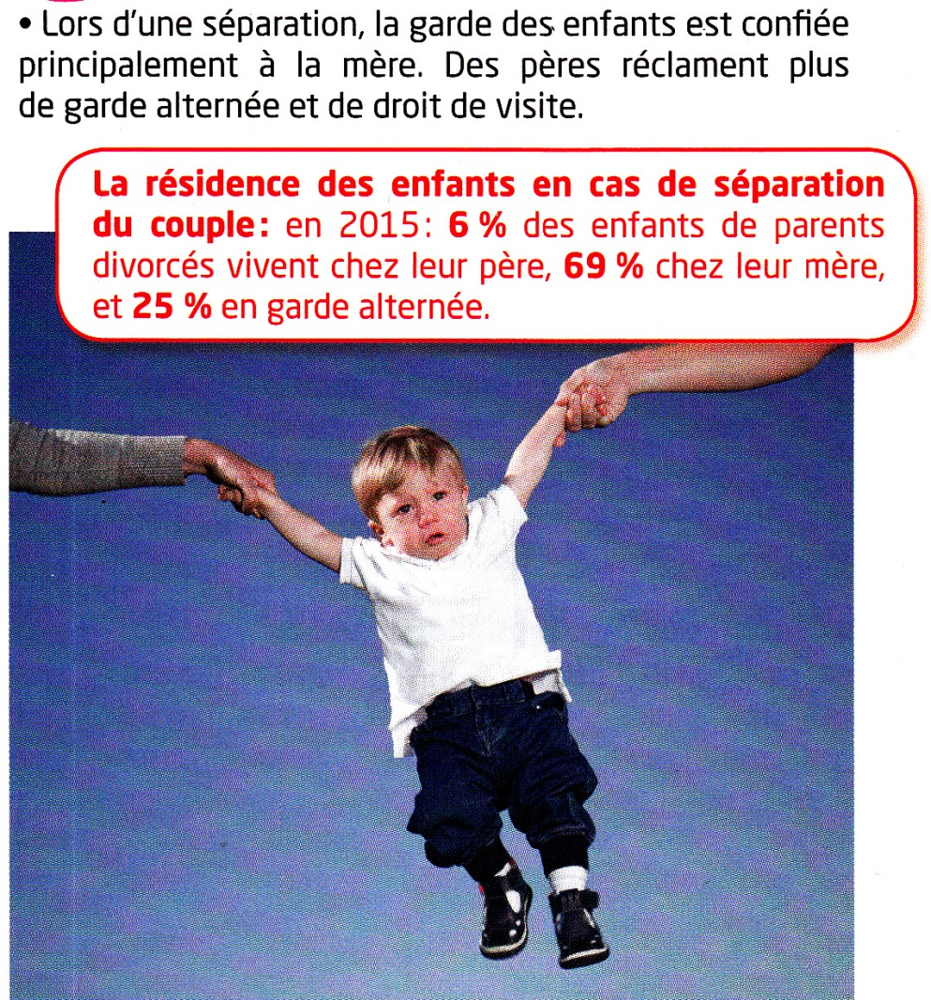 • Lors d'une séparation, la garde des enfants est confiée
principalement à la mère. Des pères réclament plus
de garde alternée et de droit de visite.
La résidence des enfants en cas de séparation
du couple : en 2015 : 6 % des enfants de parents
divorcés vivent chez leur père, 69 % chez leur mère,
et 25 % en garde alternée.